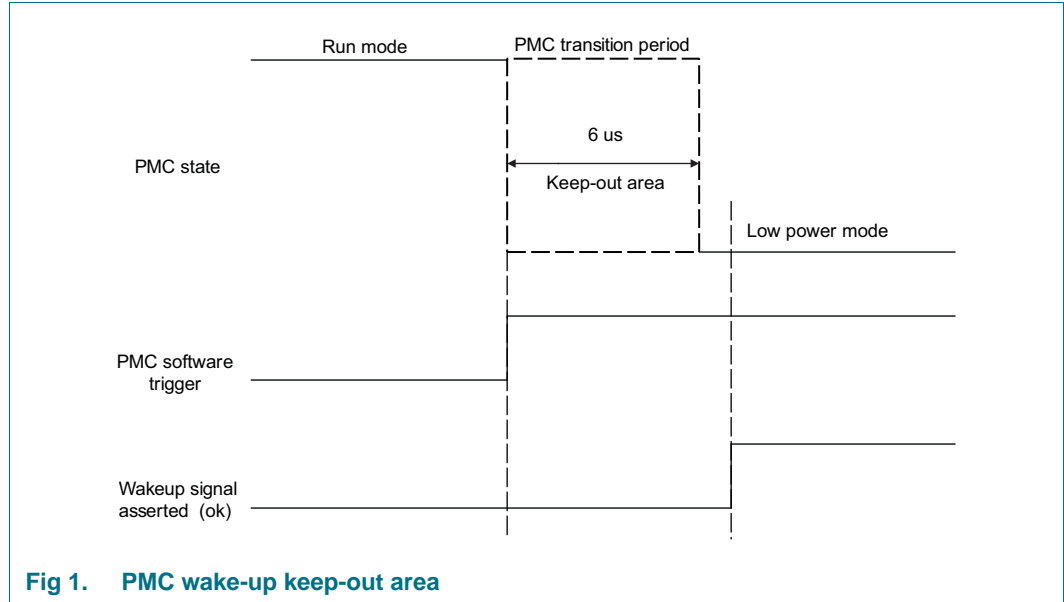 Run mode
PMC transition period
6 us
PMC state
Keep-out area
Low power mode
PMC software
trigger
Wakeup signal
asserted (ok)
Fig 1. PMC wake-up keep-out area